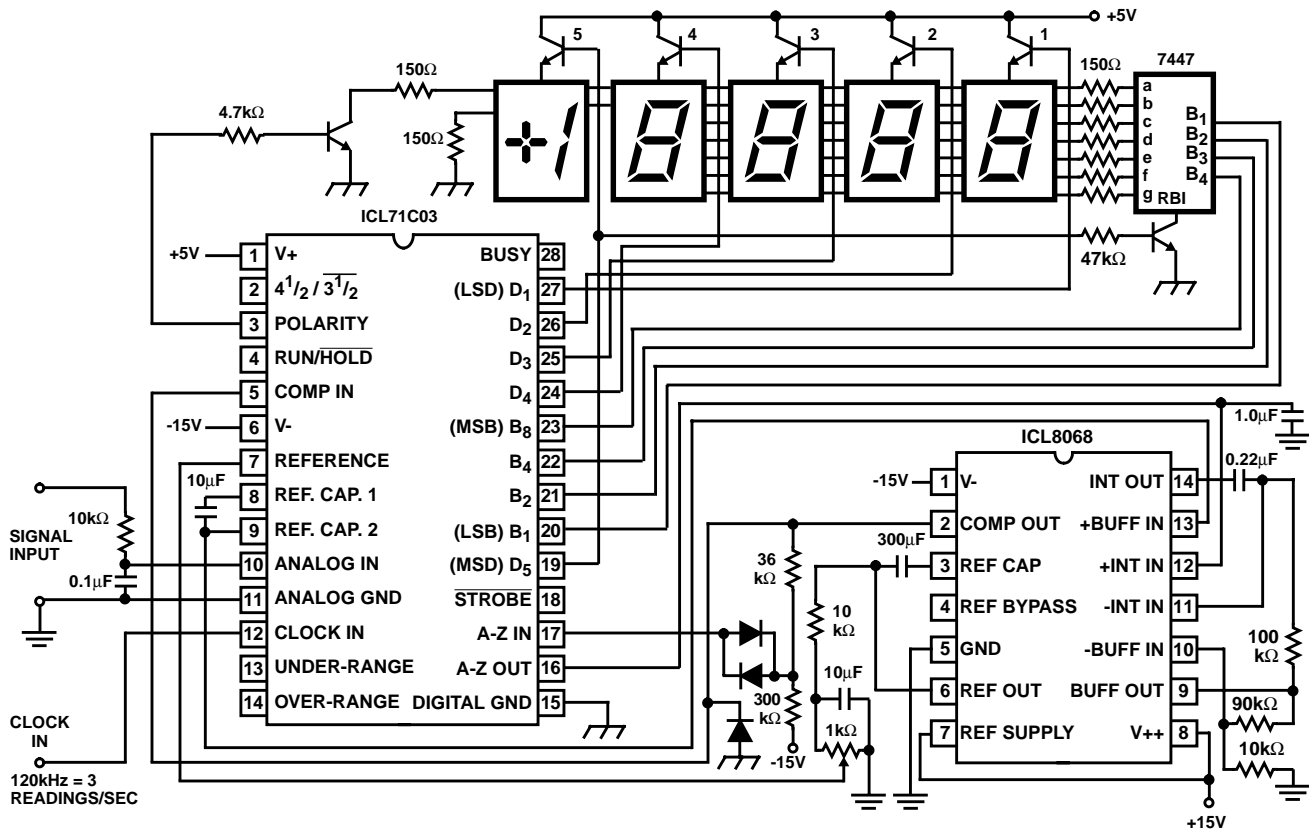 +5V
5
4
3
2
1
7447
150Ω
150Ω
4.7kΩ
150Ω
a
b
c
d
e
f
g
B1
B2
B3
B4
RBI
+1
8
8
8
8
47kΩ
ICL71C03
+5V
1 V+
2 4 1/2 / 3 1/2
3 POLARITY
4 RUN/HOLD
5 COMP IN
-15V
6 V-
7 REFERENCE
8 REF. CAP. 1
9 REF. CAP. 2
10 ANALOG IN
11 ANALOG GND
12 CLOCK IN
13 UNDER-RANGE
14 OVER-RANGE
BUSY 28
(LSD) D1 27
D2 26
D3 25
D4 24
(MSB) B8 23
B4 22
B2 21
(LSB) B1 20
(MSD) D5 19
STROBE 18
A-Z IN 17
A-Z OUT 16
DIGITAL GND 15
10µF
SIGNAL
INPUT
10kΩ
0.1µF
CLOCK
IN
120kHz = 3
READINGS/SEC
36
kΩ
300
kΩ
-15V
300µF
10
kΩ
10µF
1kΩ
1.0µF
ICL8068
0.22µF
-15V
1 V-
2 COMP OUT
3 REF CAP
4 REF BYPASS
5 GND
6 REF OUT
7 REF SUPPLY
INT OUT 14
+BUFF IN 13
+INT IN 12
-INT IN 11
-BUFF IN 10
BUFF OUT 9
V++ 8
100
kΩ
90kΩ
10kΩ
+15V